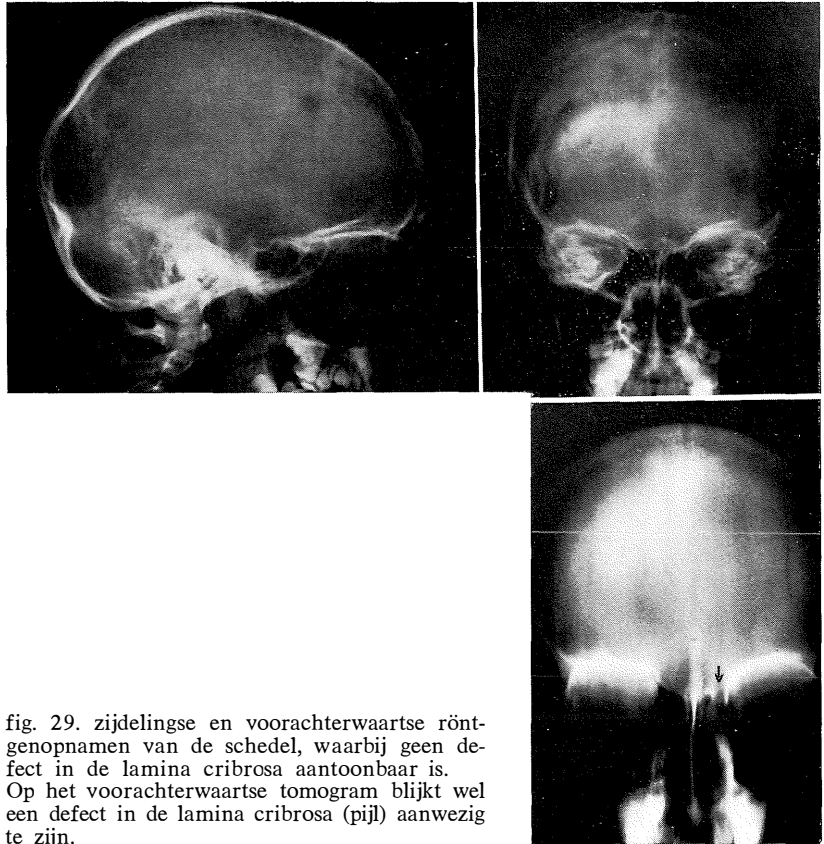 fig. 29. zijdelingse en voorachterwaartse rönt-
genopnamen van de schedel, waarbij geen de-
fect in de lamina cribrosa aantoonbaar is.
Op het voorachterwaartse tomogram blijkt wel
een defect in de lamina cribrosa (pijl) aanwezig
te zijn.